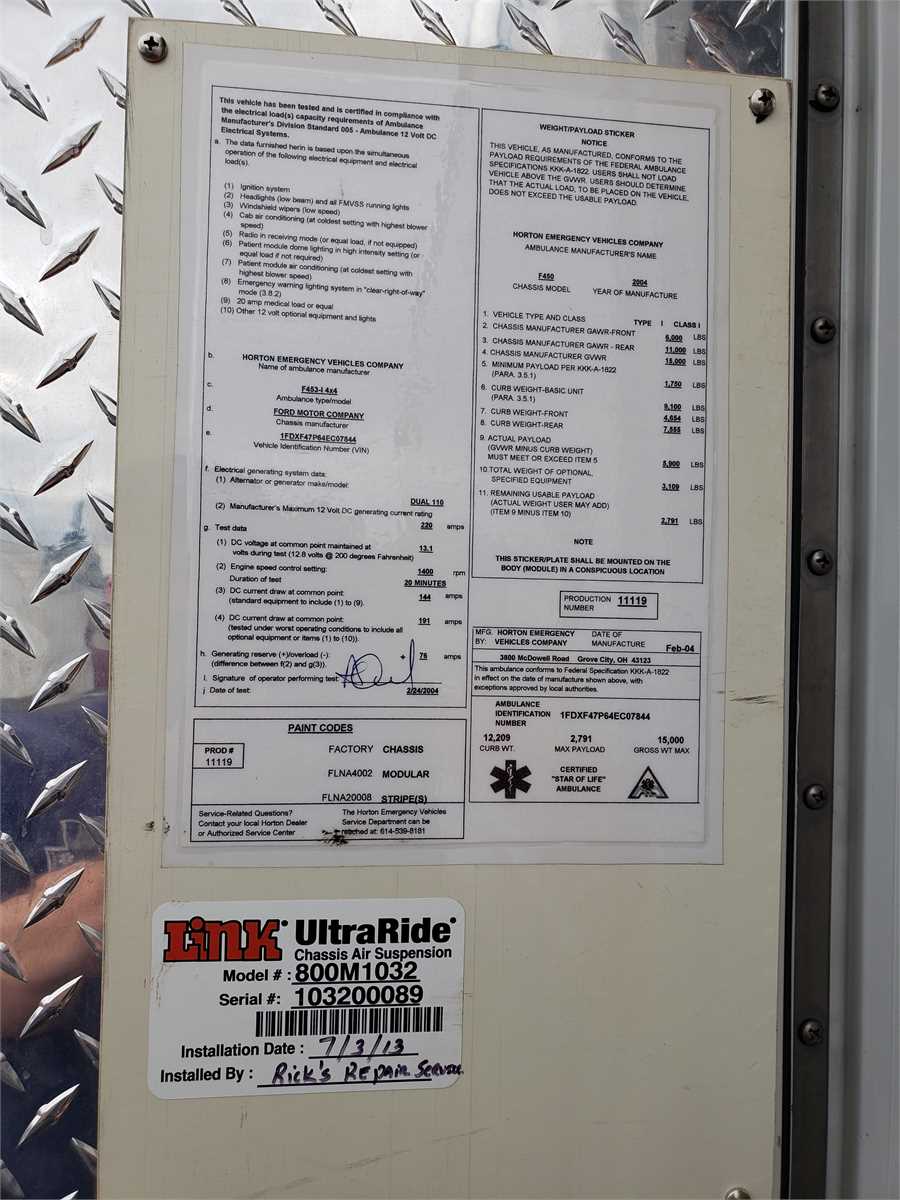 This vehicle has been tested and is certified in compliance with
the electrical load(s) capacity requirements of Ambulance
Manufacturer's Division Standard 005 - Ambulance 12 Volt DC
Electrical Systems.
a. The data furnished herin is based upon the simultaneous
operation of the following electrical equipment and electrical
load(s).
(1) Ignition system
(2) Headlights (low beam) and all FMVSS running lights
(3) Windshield wipers (low speed)
(4) Cab air conditioning (at coldest setting with highest blower
speed)
(5) Radio in receiving mode (or equal load, if not equipped)
(6) Patient module dome lighting in high intensity setting (or
equal load if not required)
(7) Patient module air conditioning (at coldest setting with
highest blower speed)
(8) Emergency warning lighting system in "clear-right-of-way"
mode (3.8.2)
(9) 20 amp medical load or equal
(10) Other 12 volt optional equipment and lights
b. HORTON EMERGENCY VEHICLES COMPANY
Name of ambulance manufacturer
c. F453-I 4x4
Ambulance type/model
d. FORD MOTOR COMPANY
Chassis manufacturer
e. 1FDXF47P64EC07844
Vehicle Identification Number (VIN)
f. Electrical generating system data:
(1) Alternator or generator make/model:
DUAL 110
(2) Manufacturer's Maximum 12 Volt DC generating current rating
220 amps
g. Test data
(1) DC voltage at common point maintained at 13.1
volts during test (12.8 volts @ 200 degrees Fahrenheit)
(2) Engine speed control setting: 1400 rpm
Duration of test 20 MINUTES
(3) DC current draw at common point: 144 amps
(standard equipment to include (1) to (9).
(4) DC current draw at common point: 191 amps
(tested under worst operating conditions to include all
optional equipment or items (1) to (10)).
h. Generating reserve (+)/overload (-): + 76 amps
(difference between f(2) and g(3)).
I. Signature of operator performing test:
j Date of test: 2/24/2004
PAINT CODES
PROD #
11119
FACTORY CHASSIS
FLNA4002 MODULAR
FLNA20008 STRIPE(S)
Service-Related Questions?
Contact your local Horton Dealer
or Authorized Service Center
The Horton Emergency Vehicles
Service Department can be
reached at: 614-539-8181
WEIGHT/PAYLOAD STICKER
NOTICE
THIS VEHICLE, AS MANUFACTURED, CONFORMS TO THE
PAYLOAD REQUIREMENTS OF THE FEDERAL AMBULANCE
SPECIFICATIONS KKK-A-1822. USERS SHALL NOT LOAD
VEHICLE ABOVE THE GVWR. USERS SHOULD DETERMINE
THAT THE ACTUAL LOAD, TO BE PLACED ON THE VEHICLE,
DOES NOT EXCEED THE USABLE PAYLOAD.
HORTON EMERGENCY VEHICLES COMPANY
AMBULANCE MANUFACTURER'S NAME
F450 2004
CHASSIS MODEL YEAR OF MANUFACTURE
1. VEHICLE TYPE AND CLASS TYPE I CLASS I
2. CHASSIS MANUFACTURER GAWR-FRONT 6,000 LBS
3. CHASSIS MANUFACTURER GAWR - REAR 11,000 LBS
4. CHASSIS MANUFACTURER GVWR 15,000 LBS
5. MINIMUM PAYLOAD PER KKK-A-1822
(PARA. 3.5.1) 1,750 LBS
6. CURB WEIGHT-BASIC UNIT
(PARA. 3.5.1) 9,100 LBS
7. CURB WEIGHT-FRONT 4,654 LBS
8. CURB WEIGHT-REAR 7,555 LBS
9. ACTUAL PAYLOAD
(GVWR MINUS CURB WEIGHT)
MUST MEET OR EXCEED ITEM 5 5,900 LBS
10.TOTAL WEIGHT OF OPTIONAL,
SPECIFIED EQUIPMENT 3,109 LBS
11. REMAINING USABLE PAYLOAD
(ACTUAL WEIGHT USER MAY ADD)
(ITEM 9 MINUS ITEM 10) 2,791 LBS
NOTE
THIS STICKER/PLATE SHALL BE MOUNTED ON THE
BODY (MODULE) IN A CONSPICUOUS LOCATION
PRODUCTION
NUMBER 11119
MFG. HORTON EMERGENCY DATE OF
BY: VEHICLES COMPANY MANUFACTURE Feb-04
3800 McDowell Road Grove City, OH 43123
This ambulance conforms to Federal Specification KKK-A-1822
in effect on the date of manufacture shown above, with
exceptions approved by local authorities.
AMBULANCE
IDENTIFICATION 1FDXF47P64EC07844
NUMBER
12,209 2,791 15,000
CURB WT. MAX PAYLOAD GROSS WT MAX
CERTIFIED
"STAR OF LIFE"
AMBULANCE
Link UltraRide
Chassis Air Suspension
Model # : 800M1032
Serial #: 103200089
Installation Date : 7/3/13
Installed By : Rick's Repair Service